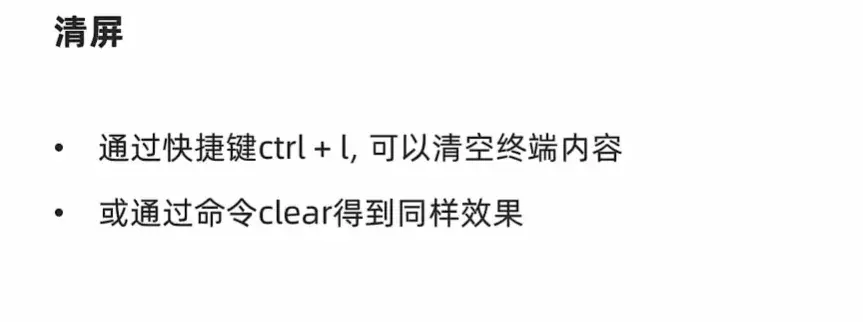 清屏
• 通过快捷键ctrl + l, 可以清空终端内容
• 或通过命令clear得到同样效果